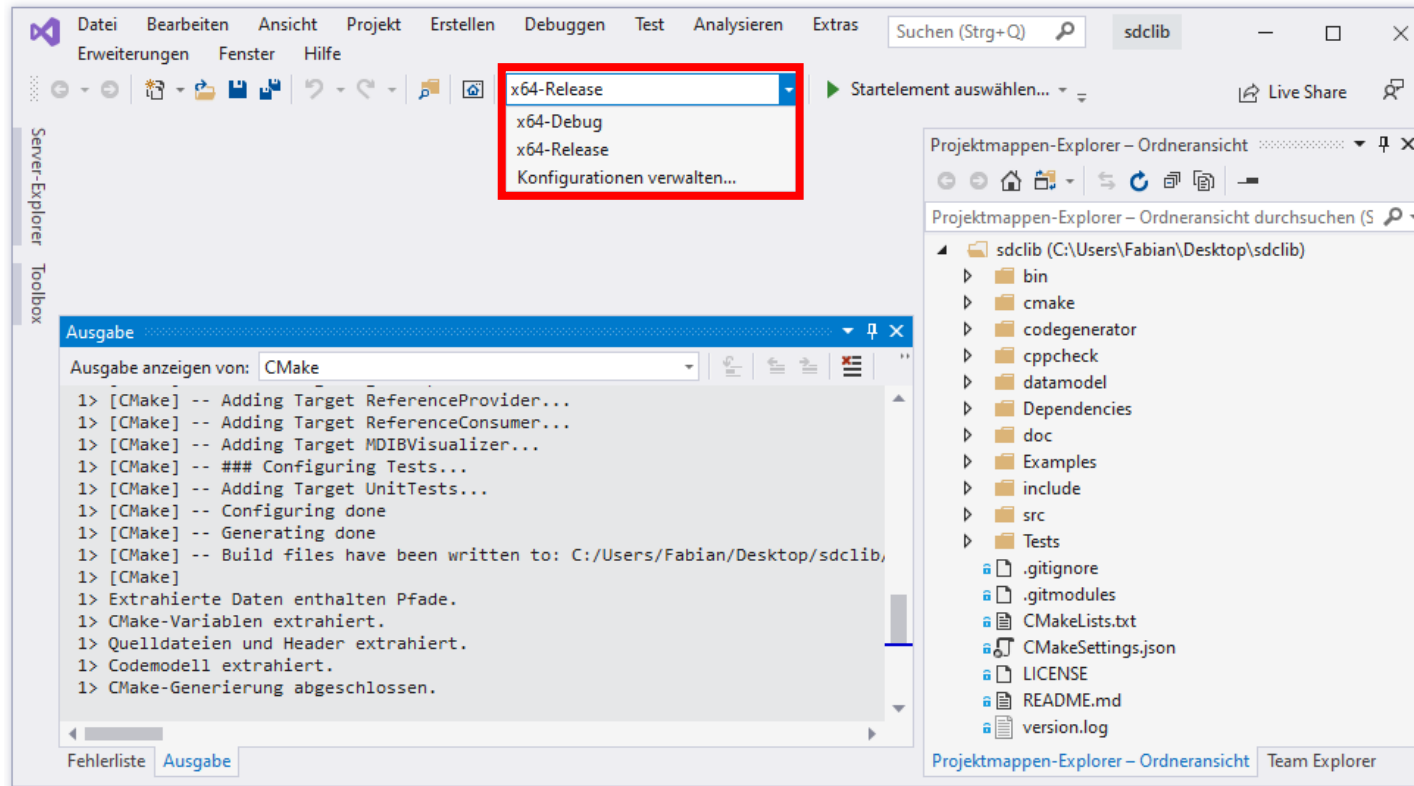 Datei Bearbeiten Ansicht Projekt Erstellen Debuggen Test Analysieren Extras Suchen (Strg+Q) sdclib
Erweiterungen Fenster Hilfe
x64-Release Startelement auswählen... Live Share
x64-Debug
x64-Release
Konfigurationen verwalten...
Server-Explorer
Toolbox
Ausgabe
Ausgabe anzeigen von: CMake
1> [CMake] -- Adding Target ReferenceProvider...
1> [CMake] -- Adding Target ReferenceConsumer...
1> [CMake] -- Adding Target MDIBVisualizer...
1> [CMake] -- ### Configuring Tests...
1> [CMake] -- Adding Target UnitTests...
1> [CMake] -- Configuring done
1> [CMake] -- Generating done
1> [CMake] -- Build files have been written to: C:/Users/Fabian/Desktop/sdclib/
1> [CMake]
1> Extrahierte Daten enthalten Pfade.
1> CMake-Variablen extrahiert.
1> Quelldateien und Header extrahiert.
1> Codemodell extrahiert.
1> CMake-Generierung abgeschlossen.
Fehlerliste Ausgabe
Projektmappen-Explorer – Ordneransicht
Projektmappen-Explorer – Ordneransicht durchsuchen (S
sdclib (C:\Users\Fabian\Desktop\sdclib)
bin
cmake
codegenerator
cppcheck
datamodel
Dependencies
doc
Examples
include
src
Tests
.gitignore
.gitmodules
CMakeLists.txt
CMakeSettings.json
LICENSE
README.md
version.log
Projektmappen-Explorer – Ordneransicht Team Explorer